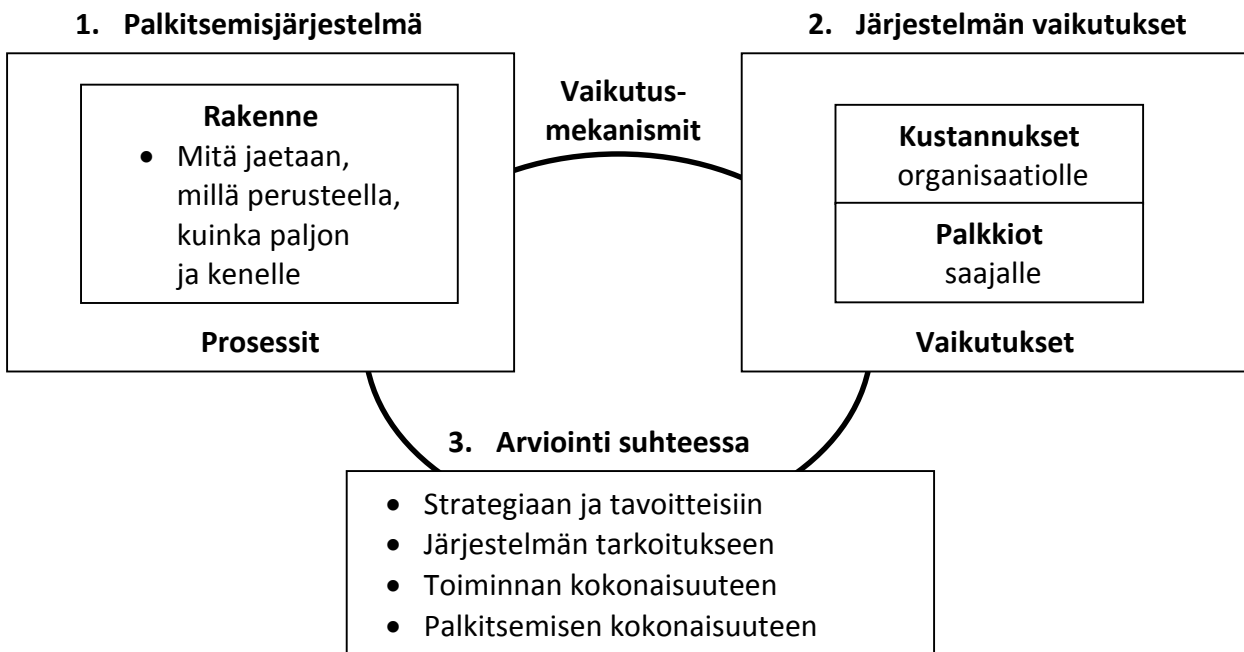 1. Palkitsemisjärjestelmä
Rakenne
• Mitä jaetaan,
millä perusteella,
kuinka paljon
ja kenelle
Prosessit
Vaikutus-
mekanismit
2. Järjestelmän vaikutukset
Kustannukset
organisaatiolle
Palkkiot
saajalle
Vaikutukset
3. Arviointi suhteessa
• Strategiaan ja tavoitteisiin
• Järjestelmän tarkoitukseen
• Toiminnan kokonaisuuteen
• Palkitsemisen kokonaisuuteen